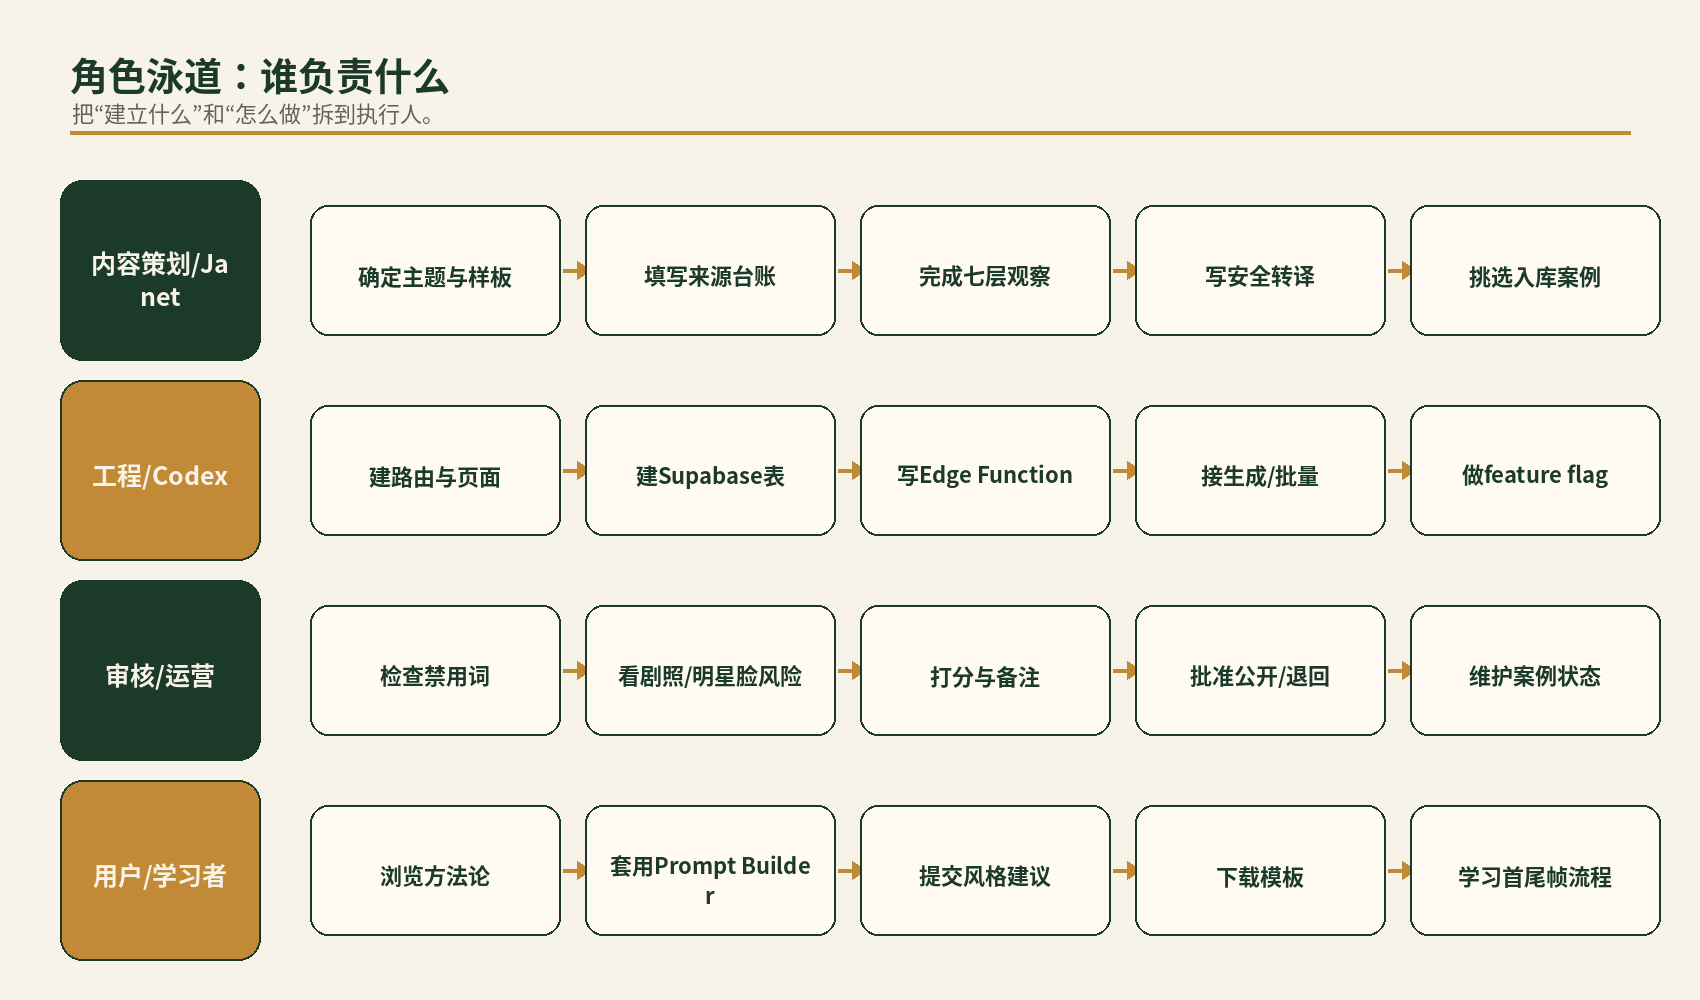 角色泳道：谁负责什么
把“建立什么”和“怎么做”拆到执行人。
内容策划/Ja
net
确定主题与样板
填写来源台账
完成七层观察
写安全转译
挑选入库案例
工程/Codex
建路由与页面
建Supabase表
写Edge Function
接生成/批量
做feature flag
审核/运营
检查禁用词
看剧照/明星脸风险
打分与备注
批准公开/退回
维护案例状态
用户/学习者
浏览方法论
套用Prompt Builde
r
提交风格建议
下载模板
学习首尾帧流程